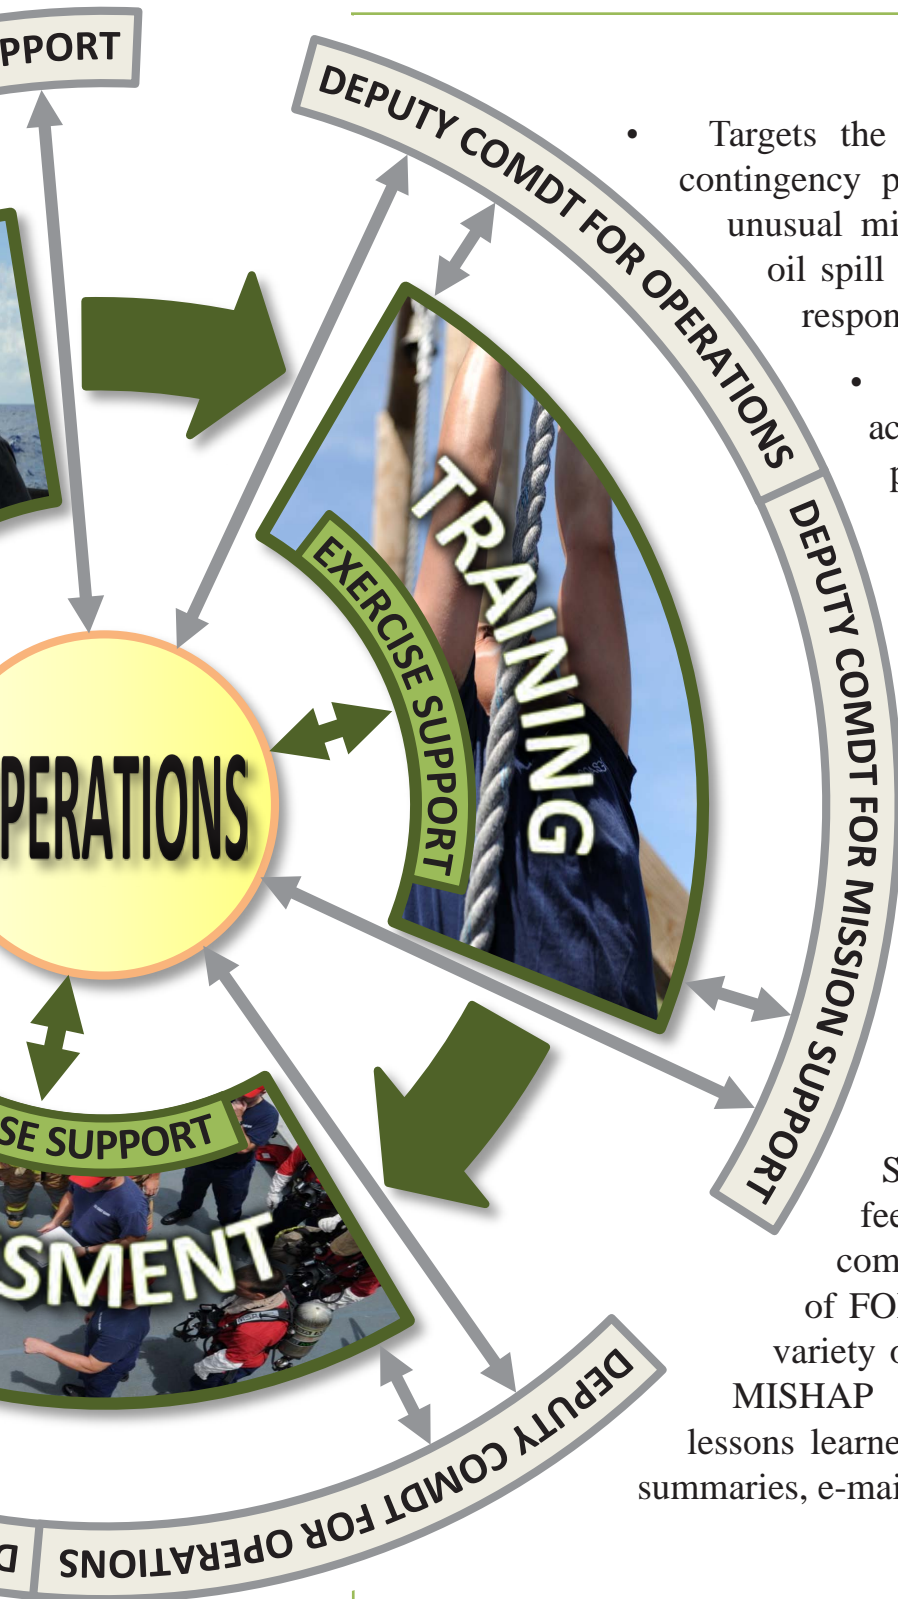 PPORT
DEPUTY COMDT FOR OPERATIONS
• Targets the
contingency p
unusual mi
oil spill
respon
•
ac
p
DEPUTY COMDT FOR MISSION SUPPORT
TRAINING
EXERCISE SUPPORT
PERATIONS
SE SUPPORT
SMENT
S
fee
com
of FO
variety o
MISHAP
lessons learne
summaries, e-mai
DEPUTY COMDT FOR OPERATIONS
D